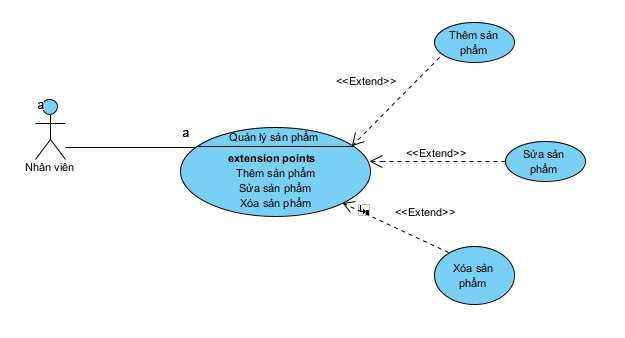 Thêm sản
phẩm
<<Extend>>
a
a
Quản lý sản phẩm
extension points
Thêm sản phẩm
Sửa sản phẩm
Xóa sản phẩm
<<Extend>>
Sửa sản
phẩm
Nhân viên
<<Extend>>
Xóa sản
phẩm